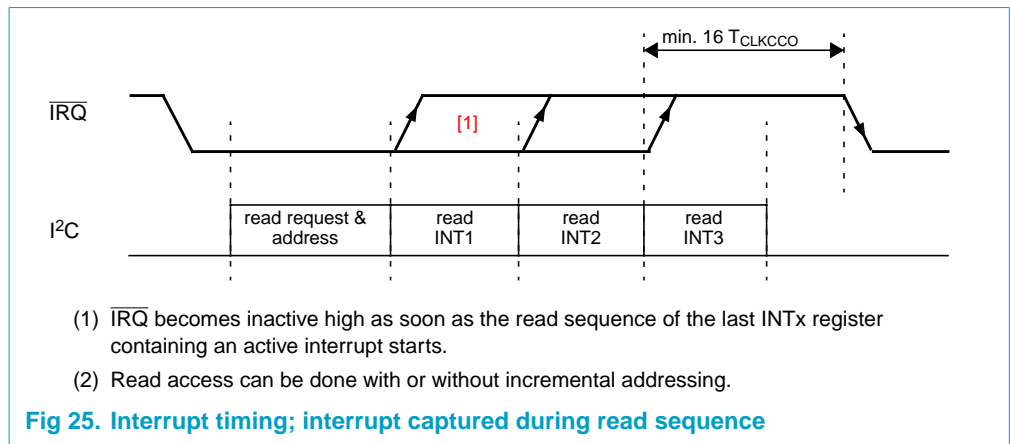 min. 16 TCLKCCO
IRQ
[1]
I2C
read request &
address
read
INT1
read
INT2
read
INT3
(1) IRQ becomes inactive high as soon as the read sequence of the last INTx register
containing an active interrupt starts.
(2) Read access can be done with or without incremental addressing.
Fig 25. Interrupt timing; interrupt captured during read sequence